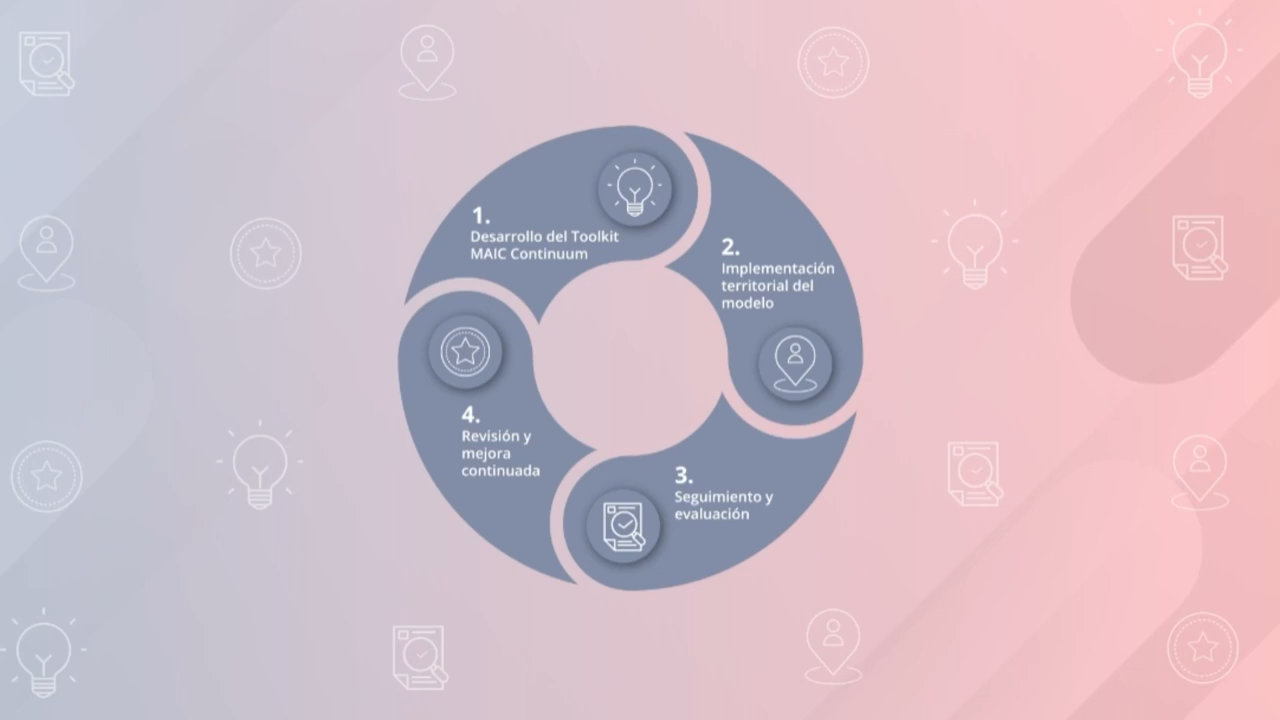 1.
Desarrollo del Toolkit
MAIC Continuum
2.
Implementación
territorial del
modelo
3.
Seguimiento y
evaluación
4.
Revisión y
mejora
continuada